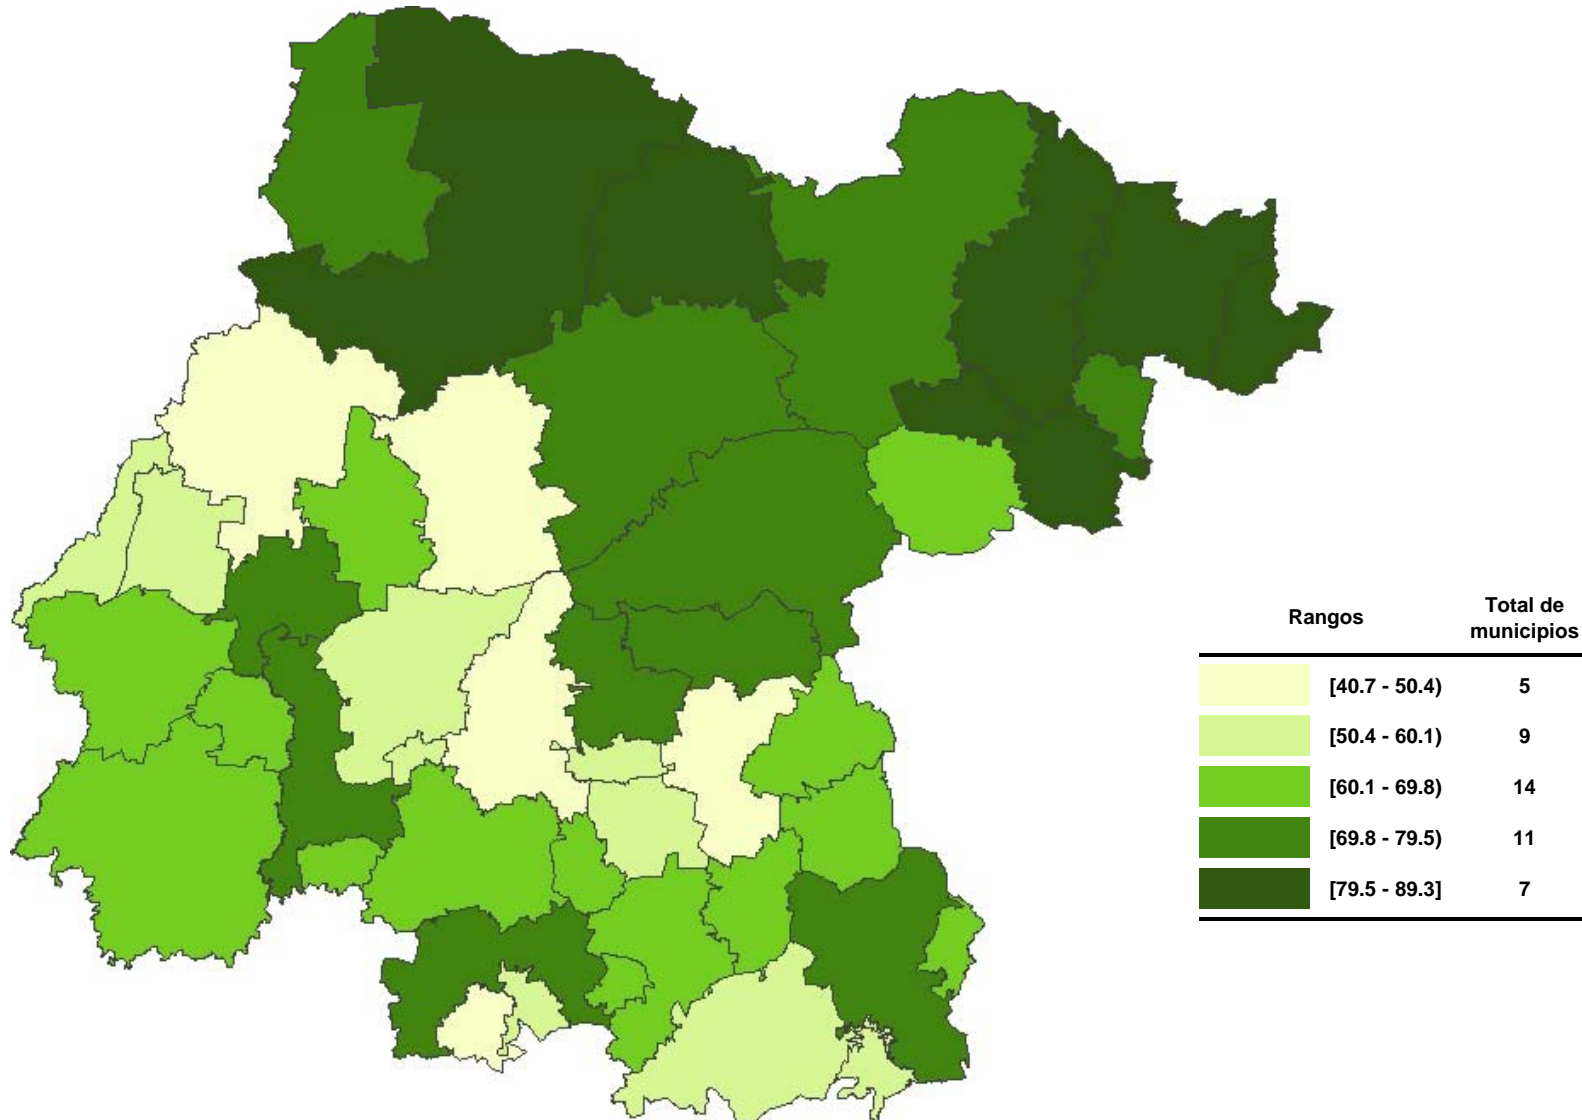 Rangos
Total de
municipios
[40.7 - 50.4) 5
[50.4 - 60.1) 9
[60.1 - 69.8) 14
[69.8 - 79.5) 11
[79.5 - 89.3] 7